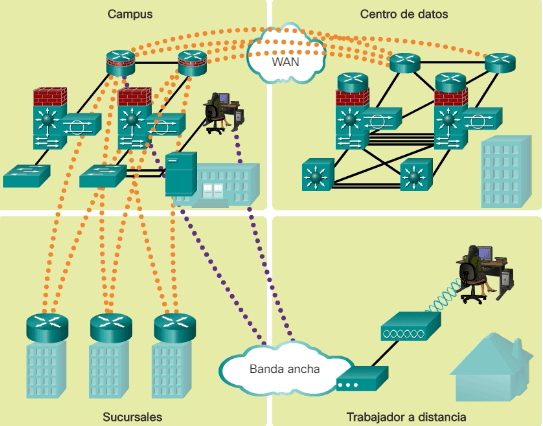 Campus
Centro de datos
WAN
Banda ancha
Sucursales
Trabajador a distancia